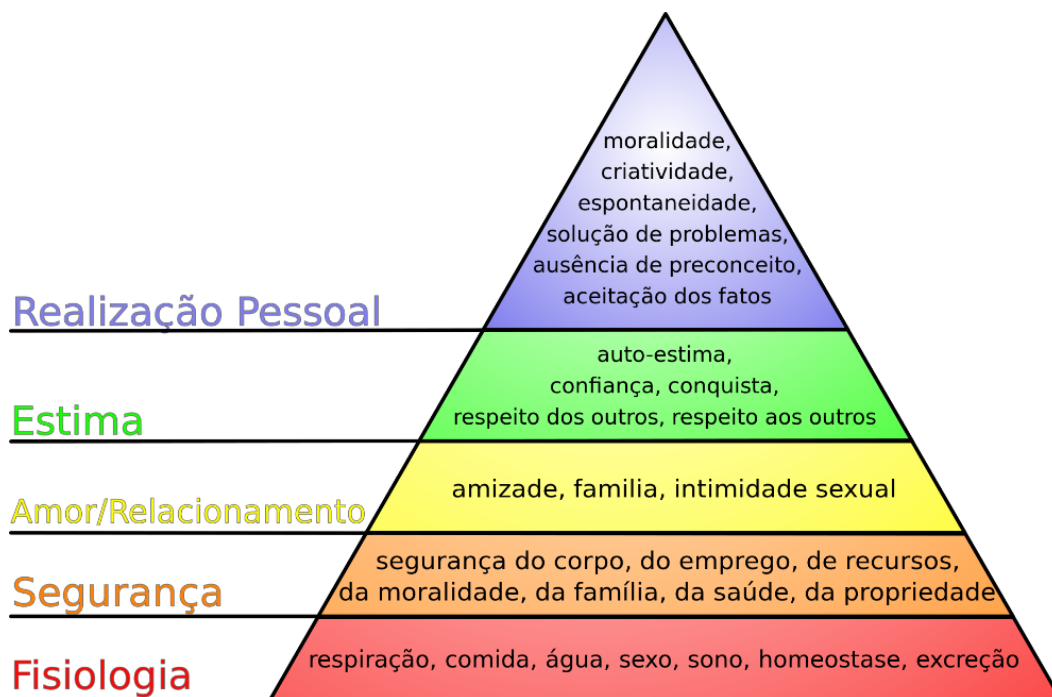 moralidade,
criatividade,
espontaneidade,
solução de problemas,
ausência de preconceito,
aceitação dos fatos
Realização Pessoal
auto-estima,
confiança, conquista,
respeito dos outros, respeito aos outros
Estima
amizade, familia, intimidade sexual
Amor/Relacionamento
segurança do corpo, do emprego, de recursos,
da moralidade, da família, da saúde, da propriedade
Segurança
respiração, comida, água, sexo, sono, homeostase, excreção
Fisiologia